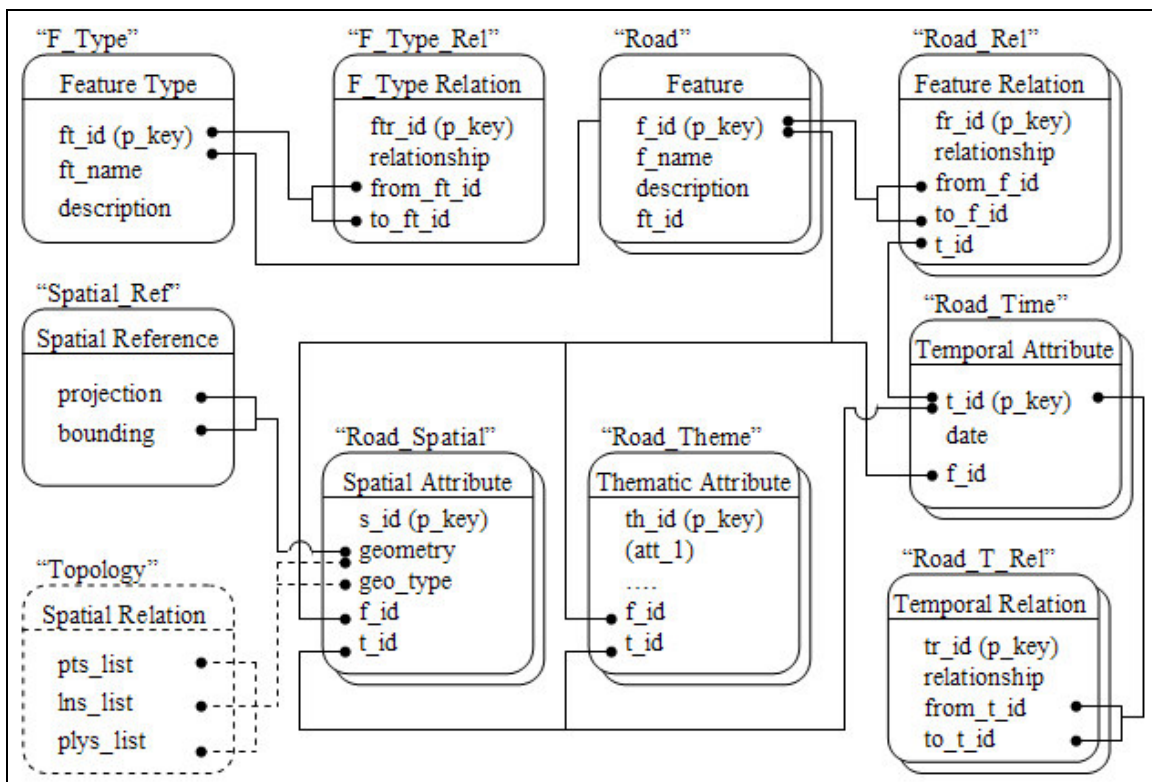 “F_Type”
Feature Type
ft_id (p_key)
ft_name
description
“F_Type_Rel”
F_Type Relation
ftr_id (p_key)
relationship
from_ft_id
to_ft_id
“Road”
Feature
f_id (p_key)
f_name
description
ft_id
“Road_Rel”
Feature Relation
fr_id (p_key)
relationship
from_f_id
to_f_id
t_id
“Spatial_Ref”
Spatial Reference
projection
bounding
“Road_Spatial”
Spatial Attribute
s_id (p_key)
geometry
geo_type
f_id
t_id
“Road_Theme”
Thematic Attribute
th_id (p_key)
(att_1)
....
f_id
t_id
“Road_Time”
Temporal Attribute
t_id (p_key)
date
f_id
“Topology”
Spatial Relation
pts_list
lns_list
plys_list
“Road_T_Rel”
Temporal Relation
tr_id (p_key)
relationship
from_t_id
to_t_id